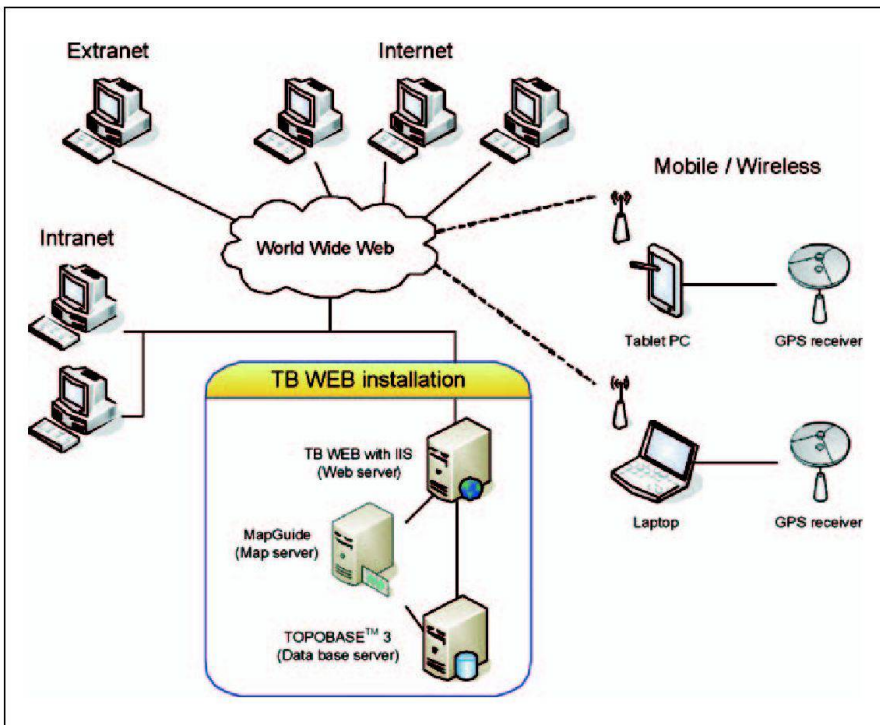 Extranet
Internet
Mobile / Wireless
World Wide Web
Intranet
Tablet PC
GPS receiver
TB WEB installation
TB WEB with IIS
(Web server)
MapGuide
(Map server)
Laptop
GPS receiver
TOPOBASE™ 3
(Data base server)